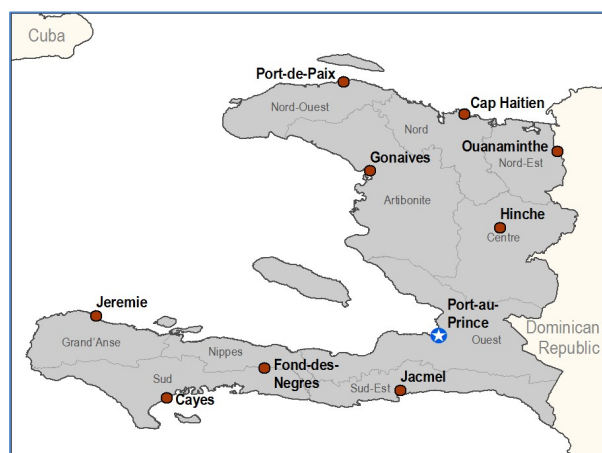 Cuba
Port-de-Paix
Nord-Ouest
Cap Haitien
Nord
Ouanaminthe
Nord-Est
Gonaives
Artibonite
Hinche
Centre
Jeremie
Port-au-
Prince
Dominican
Republic
Ouest
Grand'Anse
Nippes
Fond-des-
Negres
Sud
Cayes
Sud-Est
Jacmel